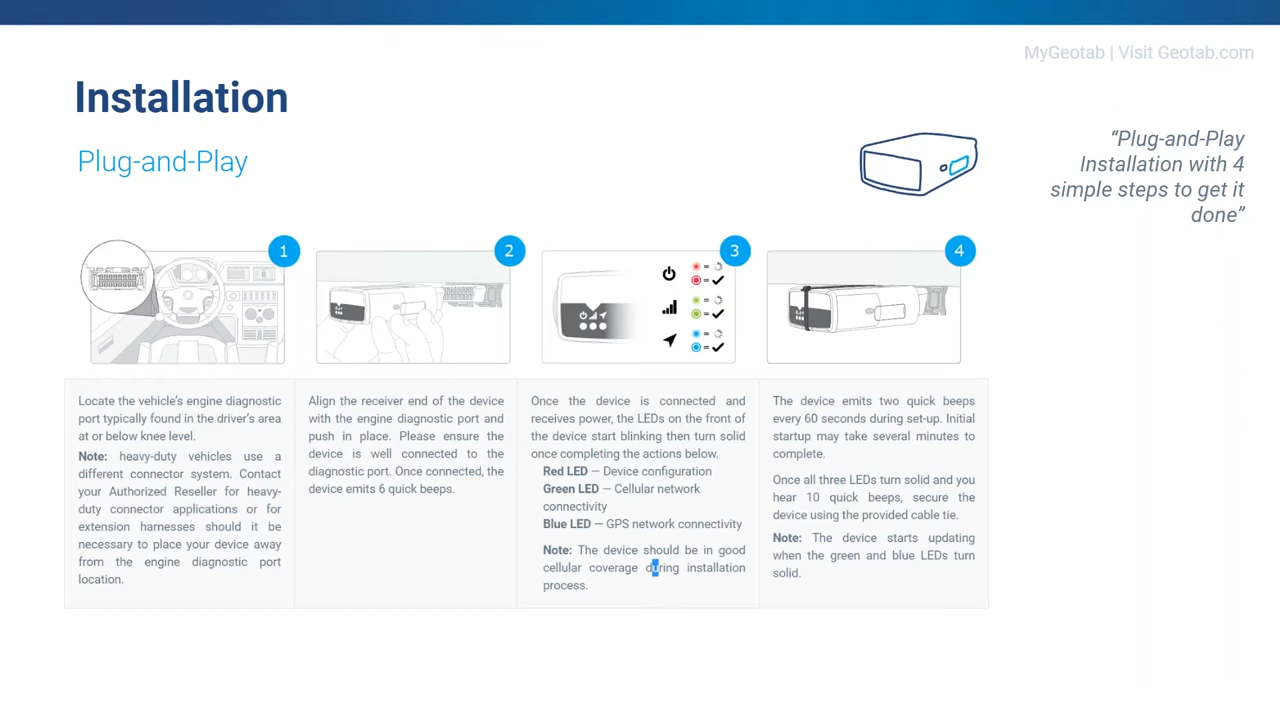 MyGeotab | Visit Geotab.com
Installation
Plug-and-Play
“Plug-and-Play
Installation with 4
simple steps to get it
done”
1
2
3
4
Locate the vehicle’s engine diagnostic
port typically found in the driver’s area
at or below knee level.
Note: heavy-duty vehicles use a
different connector system. Contact
your Authorized Reseller for heavy-
duty connector applications or for
extension harnesses should it be
necessary to place your device away
from the engine diagnostic port
location.
Align the receiver end of the device
with the engine diagnostic port and
push in place. Please ensure the
device is well connected to the
diagnostic port. Once connected, the
device emits 6 quick beeps.
Once the device is connected and
receives power, the LEDs on the front of
the device start blinking then turn solid
once completing the actions below.
Red LED — Device configuration
Green LED — Cellular network
connectivity
Blue LED — GPS network connectivity
Note: The device should be in good
cellular coverage during installation
process.
The device emits two quick beeps
every 60 seconds during set-up. Initial
startup may take several minutes to
complete.
Once all three LEDs turn solid and you
hear 10 quick beeps, secure the
device using the provided cable tie.
Note: The device starts updating
when the green and blue LEDs turn
solid.